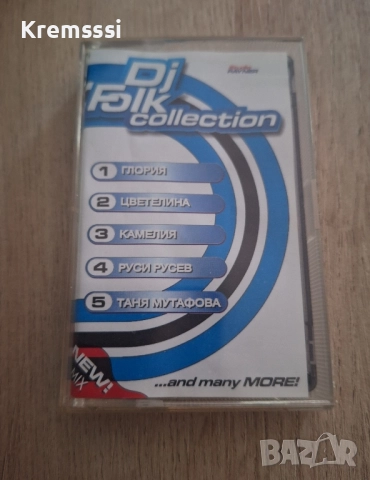 Kremsssi
Dj
Folk
collection
1 ГЛОРИЯ
2 ЦВЕТЕЛИНА
3 КАМЕЛИЯ
4 РУСИ РУСЕВ
5 ТАНЯ МУТАФОВА
NEW!
MIX
...and many MORE!
BAZAR